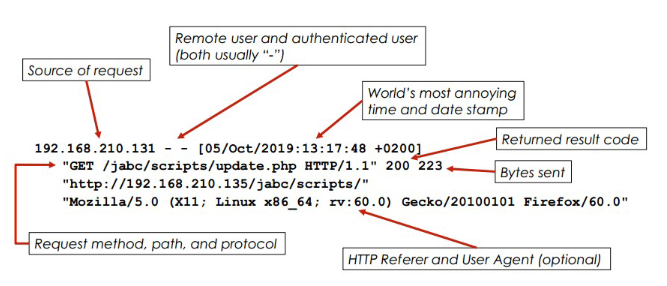 Remote user and authenticated user
(both usually “-”)
Source of request
World’s most annoying
time and date stamp
192.168.210.131 - - [05/Oct/2019:13:17:48 +0200]
Returned result code
"GET /jabc/scripts/update.php HTTP/1.1" 200 223
Bytes sent
"http://192.168.210.135/jabc/scripts/"
"Mozilla/5.0 (X11; Linux x86_64; rv:60.0) Gecko/20100101 Firefox/60.0"
Request method, path, and protocol
HTTP Referer and User Agent (optional)